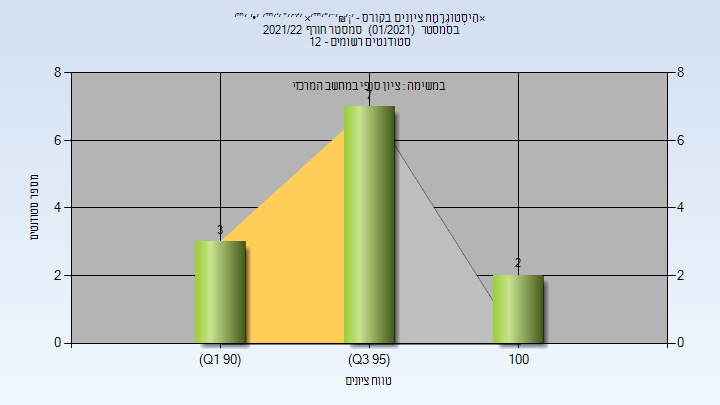 היסטוגרמת ציונים בקורס -
בסמסטר (01/2021) סמסטר חורף 2021/22
סטודנטים רשומים - 12
במשימה : ציון סופי במחשב המרכזי
8 8
7
6 6
מספר סטודנטים
4 4
3
2
2 2
0 0
(Q1 90) (Q3 95) 100
טווח ציונים